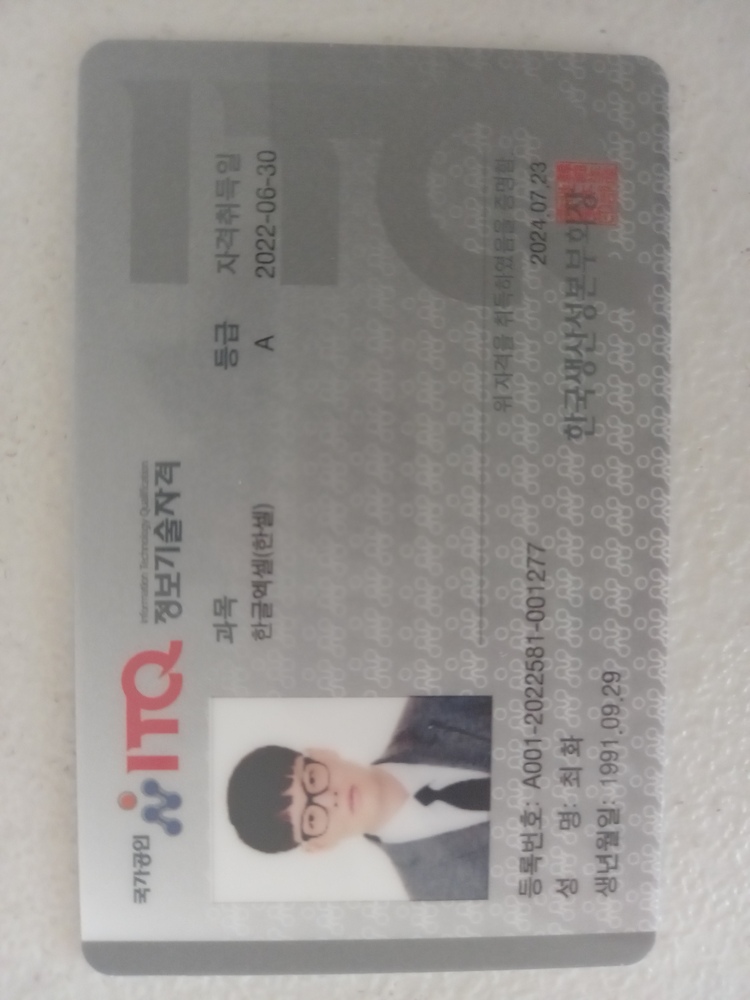 국가공인 ITQ Information Technology Qualification
정보기술자격
과목 등급 자격취득일
한글엑셀(한셀) A 2022-06-30
위 자격을 취득하였음을 증명함.
등록번호: A001-2022581-001277
2024.07.23
성 명: 최 화
한국생산성본부회장
생년월일: 1991.09.29